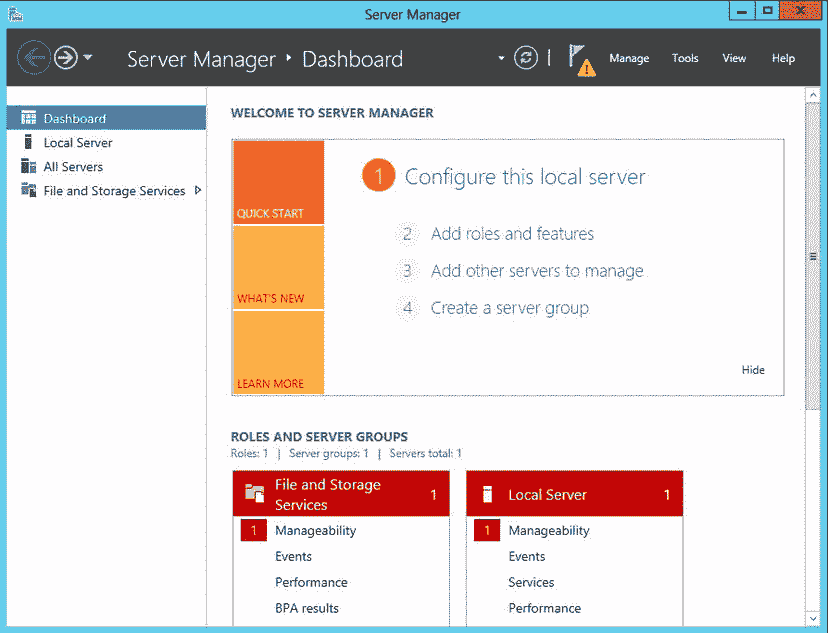 Server Manager
Server Manager ‣ Dashboard
Manage Tools View Help
Dashboard
Local Server
All Servers
File and Storage Services
WELCOME TO SERVER MANAGER
QUICK START
WHAT'S NEW
LEARN MORE
1 Configure this local server
2 Add roles and features
3 Add other servers to manage
4 Create a server group
Hide
ROLES AND SERVER GROUPS
Roles: 1 | Server groups: 1 | Servers total: 1
File and Storage
Services 1
1 Manageability
Events
Performance
BPA results
Local Server 1
1 Manageability
Events
Services
Performance